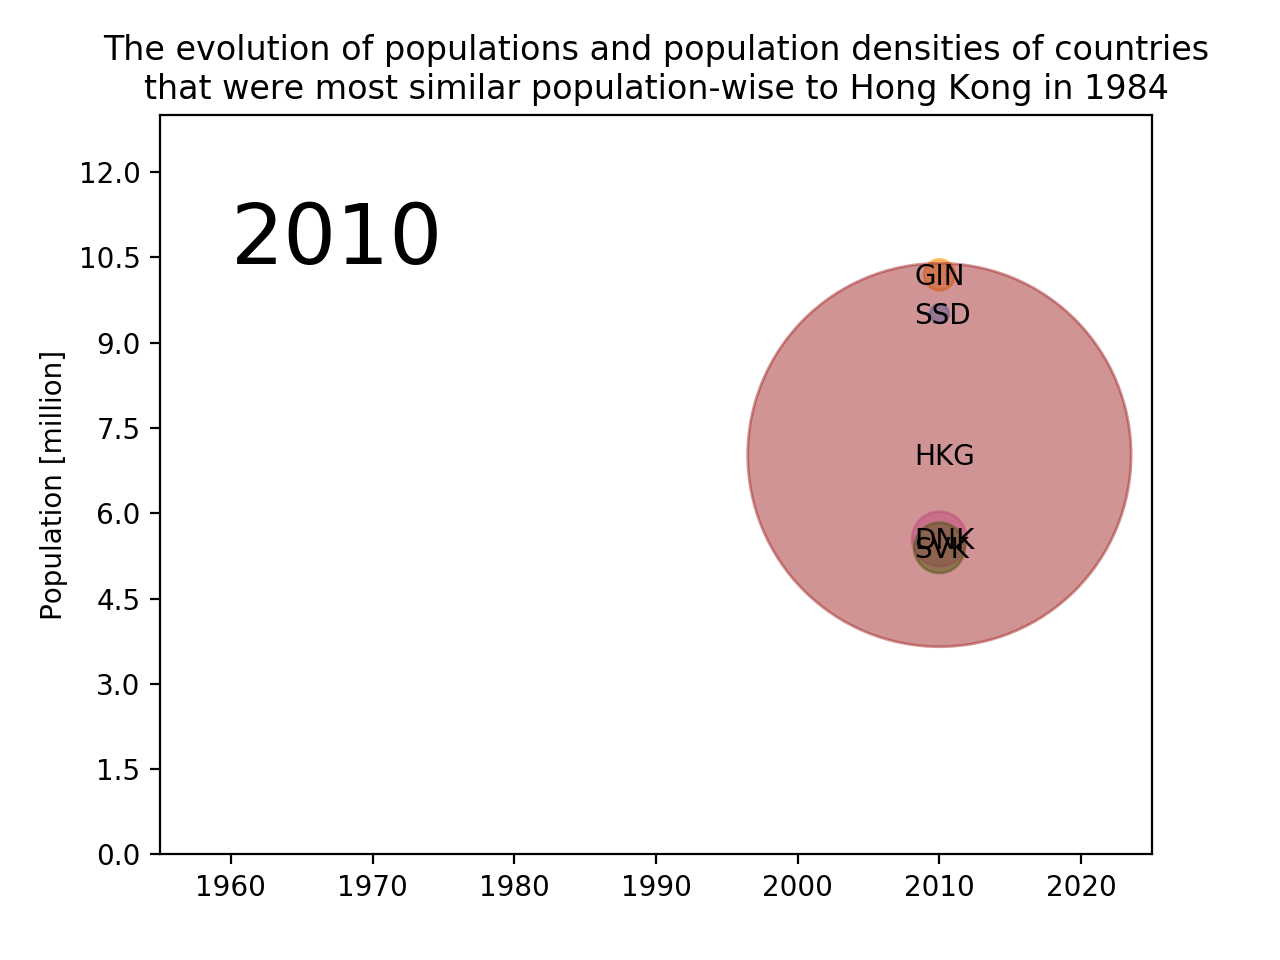 The evolution of populations and population densities of countries
that were most similar population-wise to Hong Kong in 1984
Population [million]
12.0
10.5
9.0
7.5
6.0
4.5
3.0
1.5
0.0
2010
GIN
SSD
HKG
DNK
SVK
1960 1970 1980 1990 2000 2010 2020